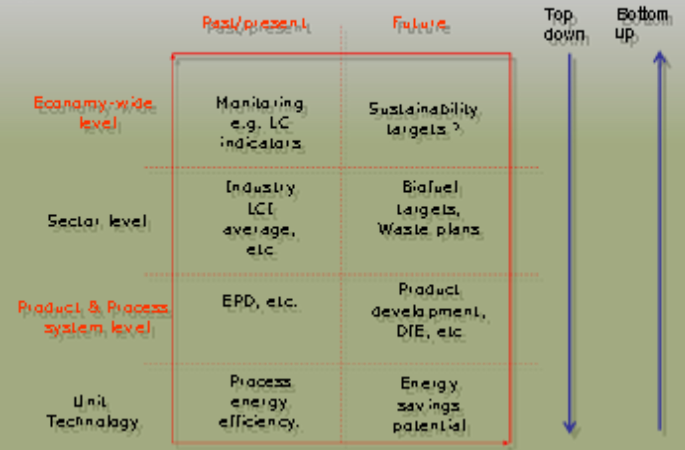 Past/present
Future
Top
down
Bottom
up
Economy-wide
level
Monitoring
e.g. LC
indicators
Sustainability
targets ?
Sector level
Industry
LCI
average,
etc
Biofuel
targets,
Waste plans
Product & Process
system level
EPD, etc.
Product
development,
DfE, etc
Unit
Technology
Process
energy
efficiency.
Energy
savings
potential